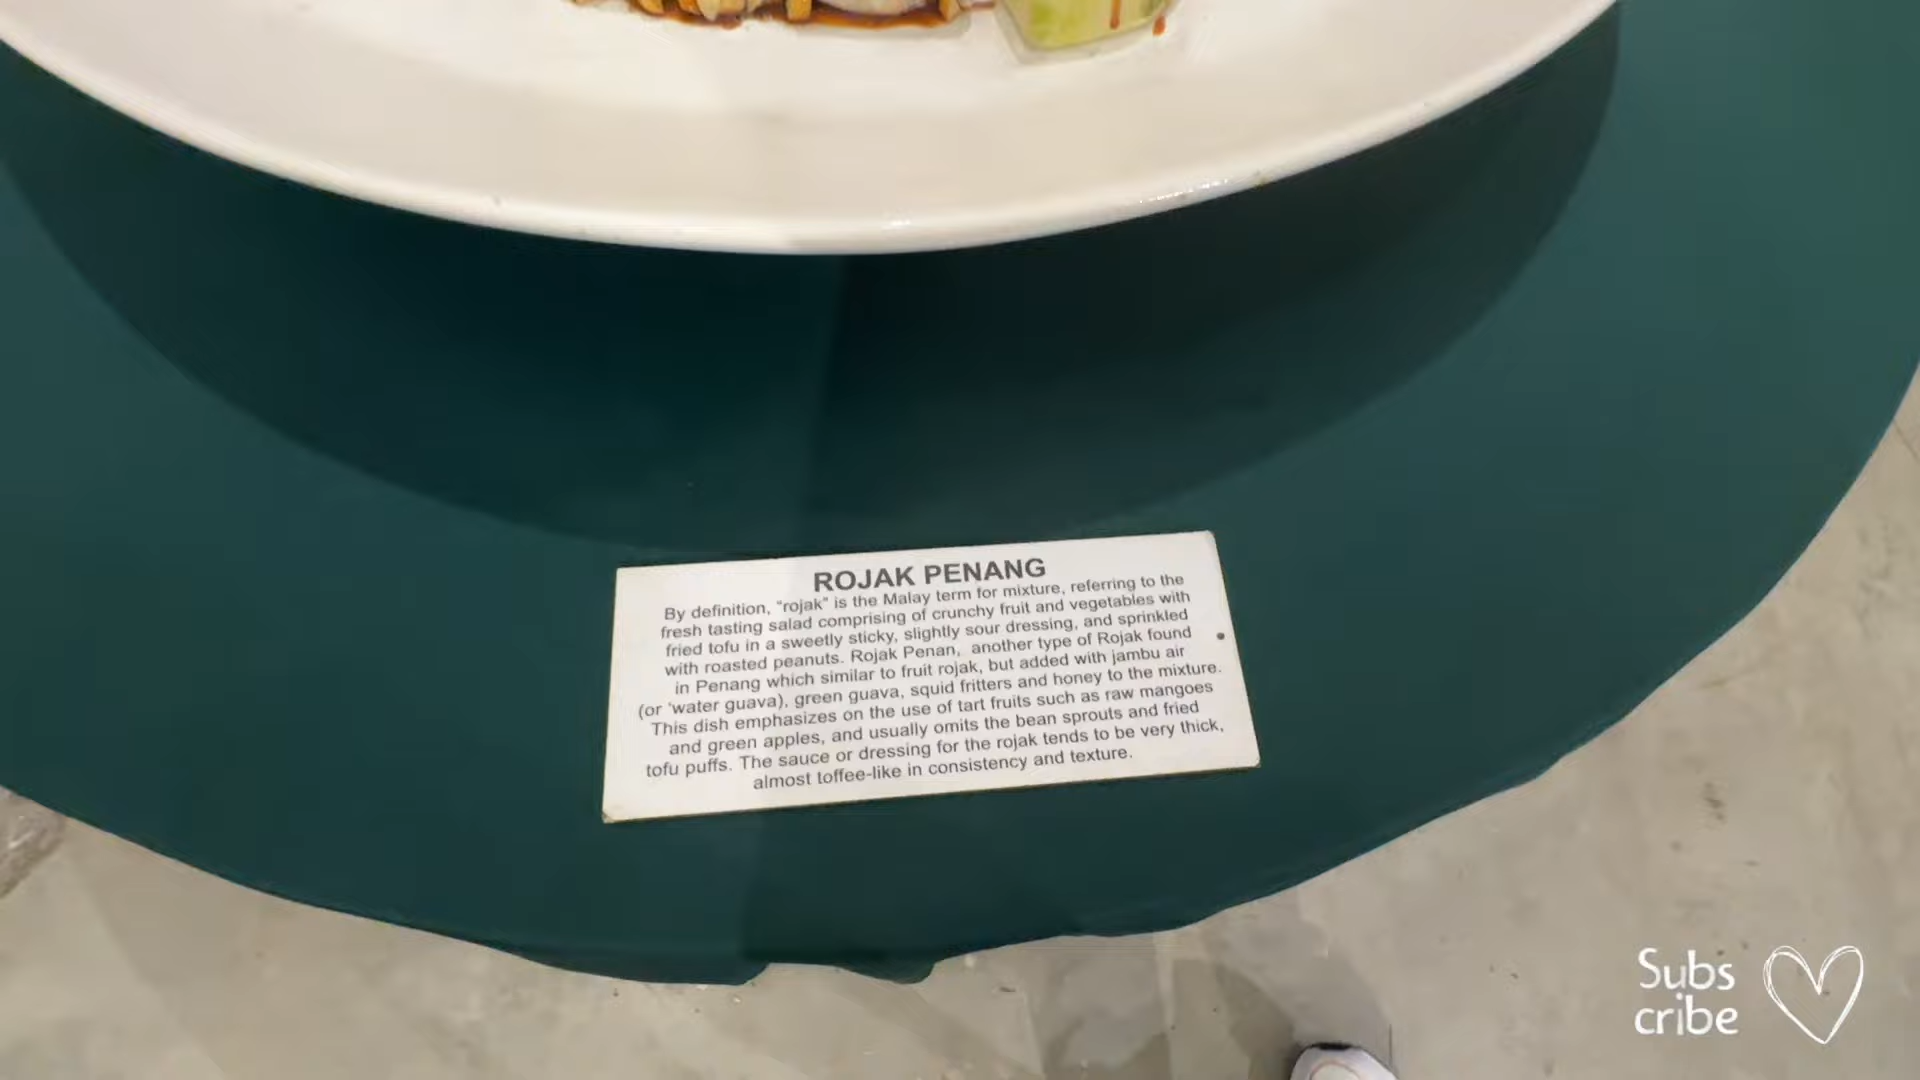 ROJAK PENANG
By definition, "rojak" is the Malay term for mixture, referring to the
fresh tasting salad comprising of crunchy fruit and vegetables with
fried tofu in a sweetly sticky, slightly sour dressing, and sprinkled
with roasted peanuts. Rojak Penan, another type of Rojak found
in Penang which similar to fruit rojak, but added with jambu air
(or 'water guava), green guava, squid fritters and honey to the mixture.
This dish emphasizes on the use of tart fruits such as raw mangoes
and green apples, and usually omits the bean sprouts and fried
tofu puffs. The sauce or dressing for the rojak tends to be very thick,
almost toffee-like in consistency and texture.
Subs
cribe